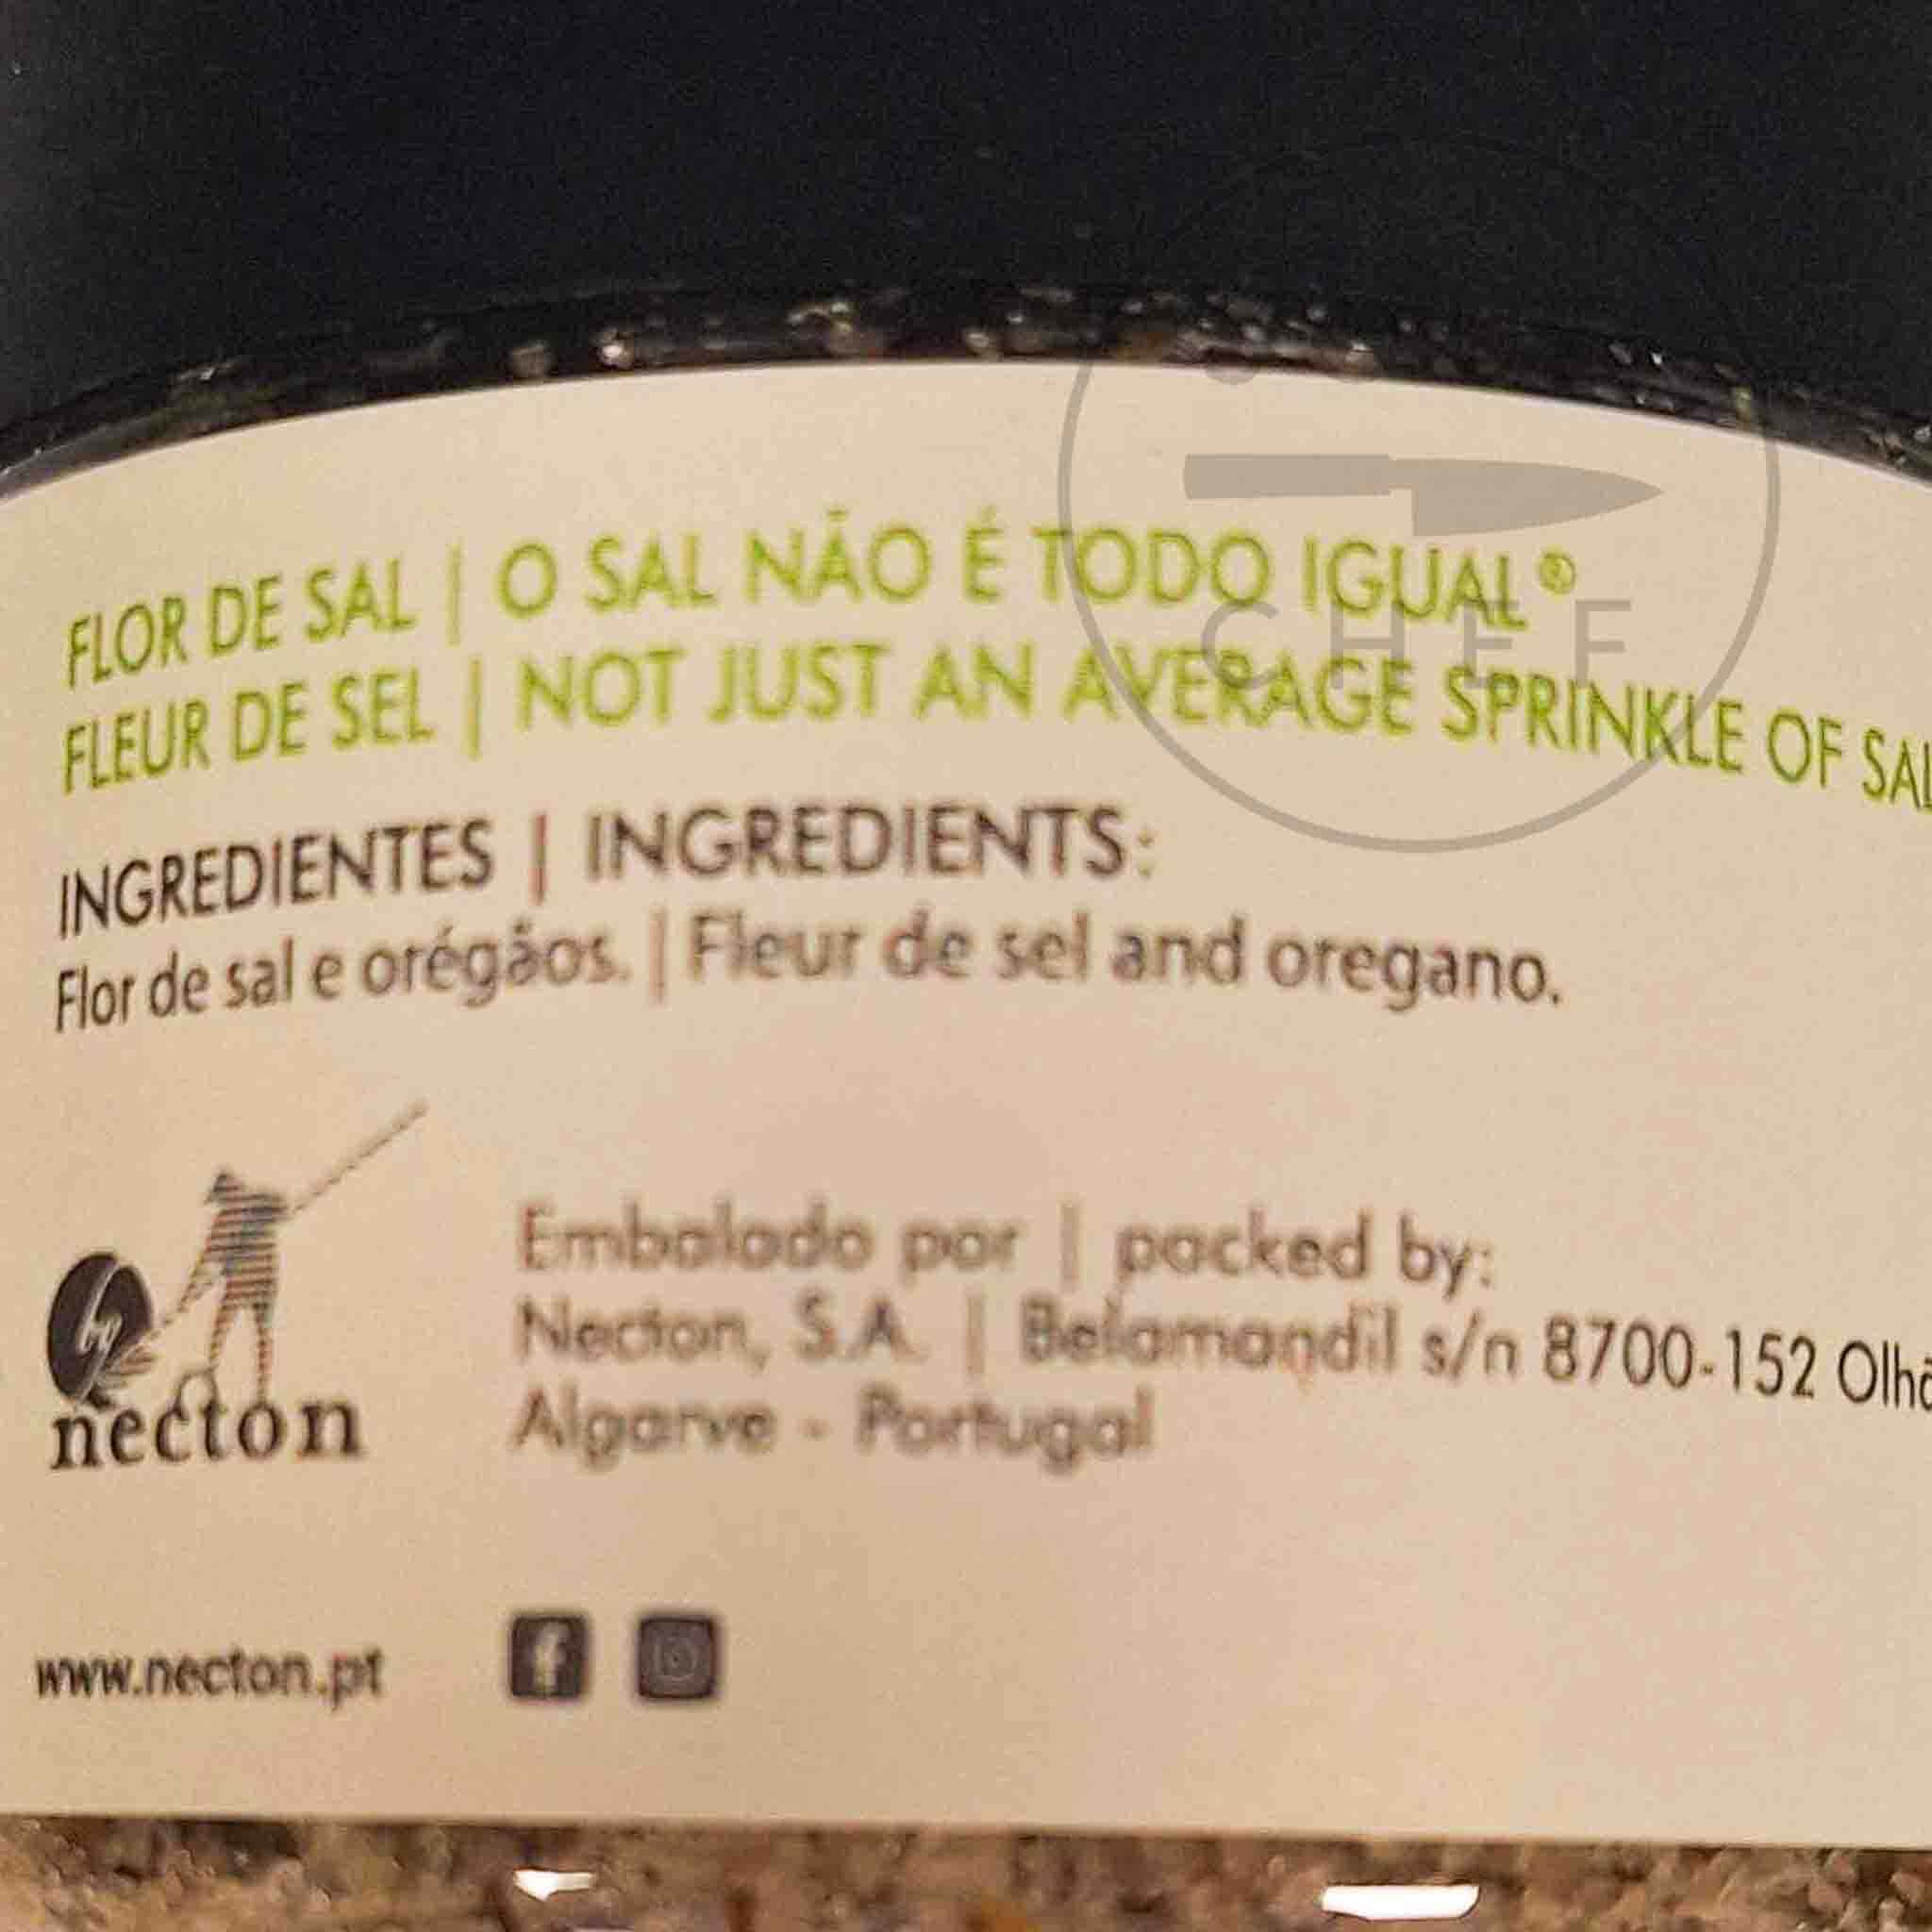 FLOR DE SAL | O SAL NÃO É TODO IGUAL®
FLEUR DE SEL | NOT JUST AN AVERAGE SPRINKLE OF SAL
CHEF
INGREDIENTES | INGREDIENTS:
Flor de sal e orégãos. | Fleur de sel and oregano.
Embalado por | packed by:
Necton, S.A. | Belamandil s/n 8700-152 Olhã
Algarve - Portugal
necton
www.necton.pt